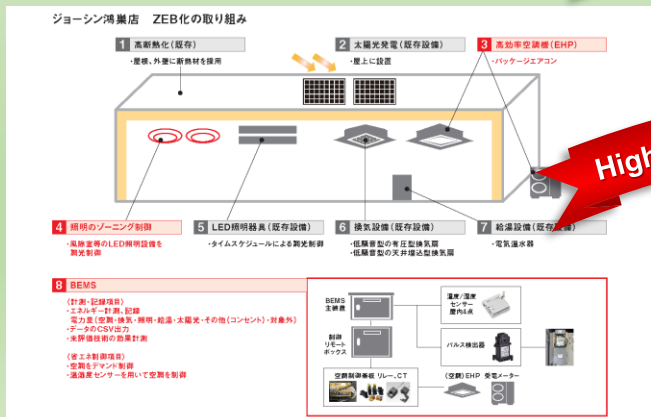 ジョーシン鴻巣店 ZEB化の取り組み
1 高断熱化(既存)
・屋根、外壁に断熱材を採用
2 太陽光発電(既存設備)
・屋上に設置
3 高効率空調機(EHP)
・パッケージエアコン
High
4 照明のゾーニング制御
・風除室等のLED照明設備を
調光制御
5 LED照明器具(既存設備)
・タイムスケジュールによる調光制御
6 換気設備(既存設備)
・低騒音型の有圧型換気扇
・低騒音型の天井埋込型換気扇
7 給湯設備(既存設備)
・電気温水器
8 BEMS
(計測・記録項目)
・エネルギー計測、記録
電力量(空調・換気・照明・給湯・太陽光・その他(コンセント)・対象外)
・データのCSV出力
・未評価技術の効果計測
(省エネ制御項目)
・空調をデマンド制御
・温湿度センサーを用いて空調を制御
BEMS
主装置
制御
リモート
ボックス
空調制御基板 リレー、CT
温度/湿度
センサー
屋内4点
パルス検出器
(空調)EHP 受電メーター